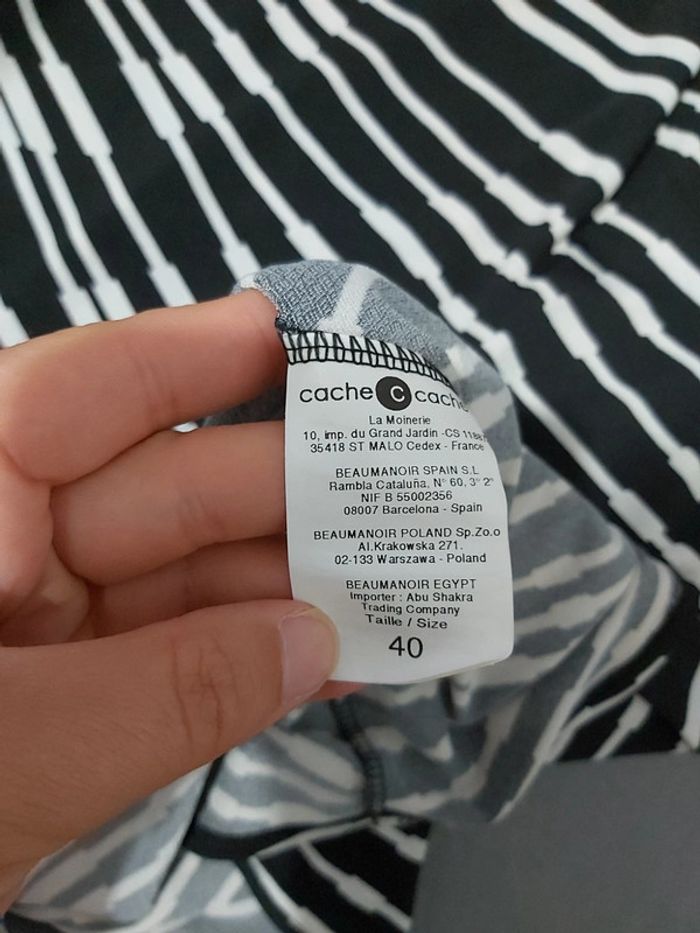 cache c cache
La Moinerie
10, imp. du Grand Jardin -CS
35418 ST MALO Cedex - France
BEAUMANOIR SPAIN S.L
Rambla Cataluña, N° 60, 3° 2ª
NIF B 55002356
08007 Barcelona - Spain
BEAUMANOIR POLAND Sp.Zo.o
Al.Krakowska 271.
02-133 Warszawa - Poland
BEAUMANOIR EGYPT
Importer : Abu Shakra
Trading Company
Taille / Size
40